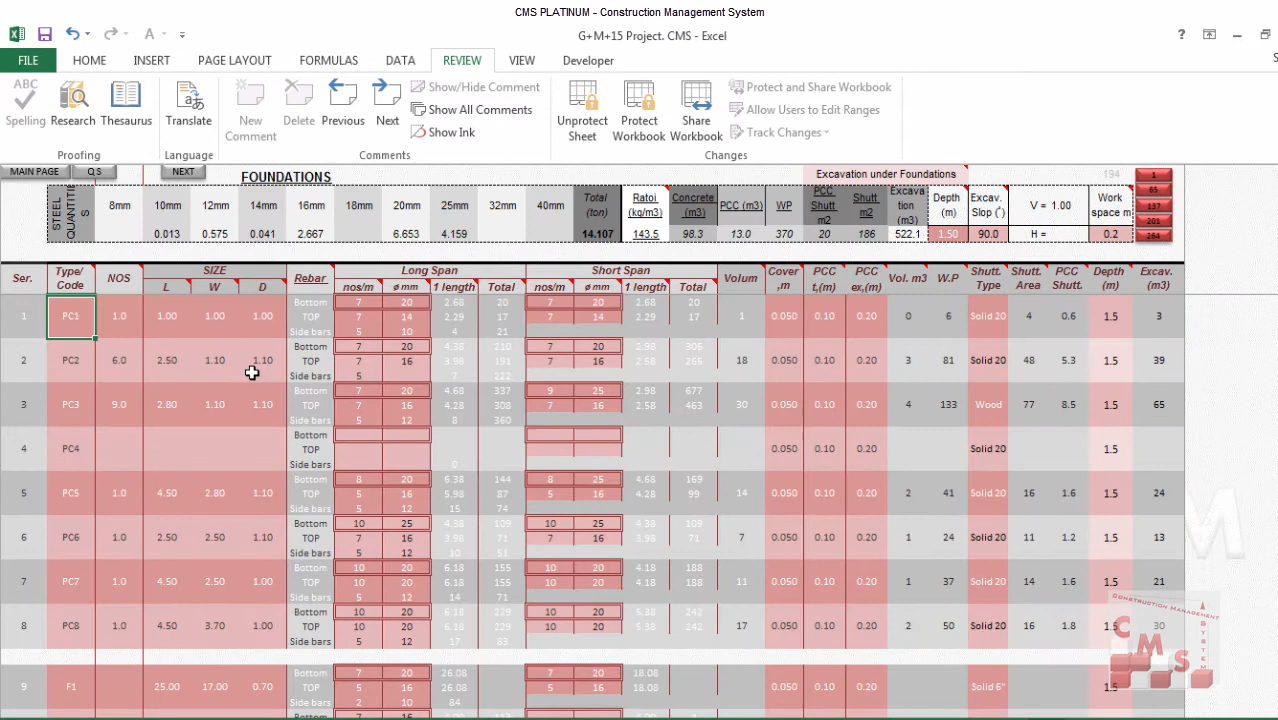 CMS PLATINUM - Construction Management System
G+M+15 Project. CMS - Excel
FILE HOME INSERT PAGE LAYOUT FORMULAS DATA REVIEW VIEW Developer
ABC
Spelling Research Thesaurus Translate New Comment Delete Previous Next
Show/Hide Comment
Show All Comments
Show Ink
Unprotect Sheet Protect Workbook Share Workbook
Protect and Share Workbook
Allow Users to Edit Ranges
Track Changes
Proofing Language Comments Changes
MAIN PAGE Q S NEXT FOUNDATIONS Excavation under Foundations 194
STEEL QUANTITIES 8mm 10mm 12mm 14mm 16mm 18mm 20mm 25mm 32mm 40mm Total (ton) Ratoi (kg/m3) Concrete (m3) PCC (m3) WP PCC Shutt m2 Shutt m2 Excavation (m3) Depth (m) Excav. Slop (°) V = 1.00 Work space m
0.013 0.575 0.041 2.667 6.653 4.159 14.107 143.5 98.3 13.0 370 20 186 522.1 1.50 90.0 H = 0.2
1
65
137
201
264
Ser. Type/Code NOS SIZE Rebar Long Span Short Span Volum Cover ,m PCC t,(m) PCC ex,(m) Vol. m3 W.P Shutt. Type Shutt. Area PCC Shutt. Depth (m) Excav. (m3)
L W D nos/m ø mm 1 length Total nos/m ø mm 1 length Total
Bottom 7 20 2.68 20 7 20 2.68 20
1 PC1 1.0 1.00 1.00 1.00 TOP 7 14 2.29 17 7 14 2.29 17 1 0.050 0.10 0.20 0 6 Solid 20 4 0.6 1.5 3
Side bars 5 10 4 21
Bottom 7 20 4.38 210 7 20 2.98 305
2 PC2 6.0 2.50 1.10 1.10 TOP 7 16 3.98 191 7 16 2.58 265 18 0.050 0.10 0.20 3 81 Solid 20 48 5.3 1.5 39
Side bars 5 7 222
Bottom 7 20 4.68 337 9 25 2.98 677
3 PC3 9.0 2.80 1.10 1.10 TOP 7 16 4.28 308 7 16 2.58 463 30 0.050 0.10 0.20 4 133 Wood 77 8.5 1.5 65
Side bars 5 12 8 360
Bottom
4 PC4 TOP 0.050 0.10 0.20 Solid 20 1.5
Side bars 0
Bottom 8 20 6.38 144 8 25 4.68 169
5 PC5 1.0 4.50 2.80 1.10 TOP 5 16 5.98 87 5 16 4.28 99 14 0.050 0.10 0.20 2 41 Solid 20 16 1.6 1.5 24
Side bars 5 12 15 74
Bottom 10 25 4.38 109 10 25 4.38 109
6 PC6 1.0 2.50 2.50 1.10 TOP 7 16 3.98 71 7 16 3.98 71 7 0.050 0.10 0.20 1 24 Solid 20 11 1.2 1.5 13
Side bars 5 12 10 51
Bottom 10 20 6.18 155 10 20 4.18 188
7 PC7 1.0 4.50 2.50 1.00 TOP 10 20 6.18 155 10 20 4.18 188 11 0.050 0.10 0.20 1 37 Solid 20 14 1.6 1.5 21
Side bars 5 12 14 71
Bottom 10 20 6.18 229 10 20 5.38 242
8 PC8 1.0 4.50 3.70 1.00 TOP 10 20 6.18 229 10 20 5.38 242 17 0.050 0.10 0.20 2 50 Solid 20 16 1.8 1.5 30
Side bars 5 12 17 83
Bottom 7 20 26.08 7 20 18.08
9 F1 25.00 17.00 0.70 TOP 5 16 26.08 5 16 18.08 0.050 0.10 0.20 Solid 6" 1.5
Side bars 2 10 84
CONSTRUCTION MANAGEMENT SYSTEM
CMS